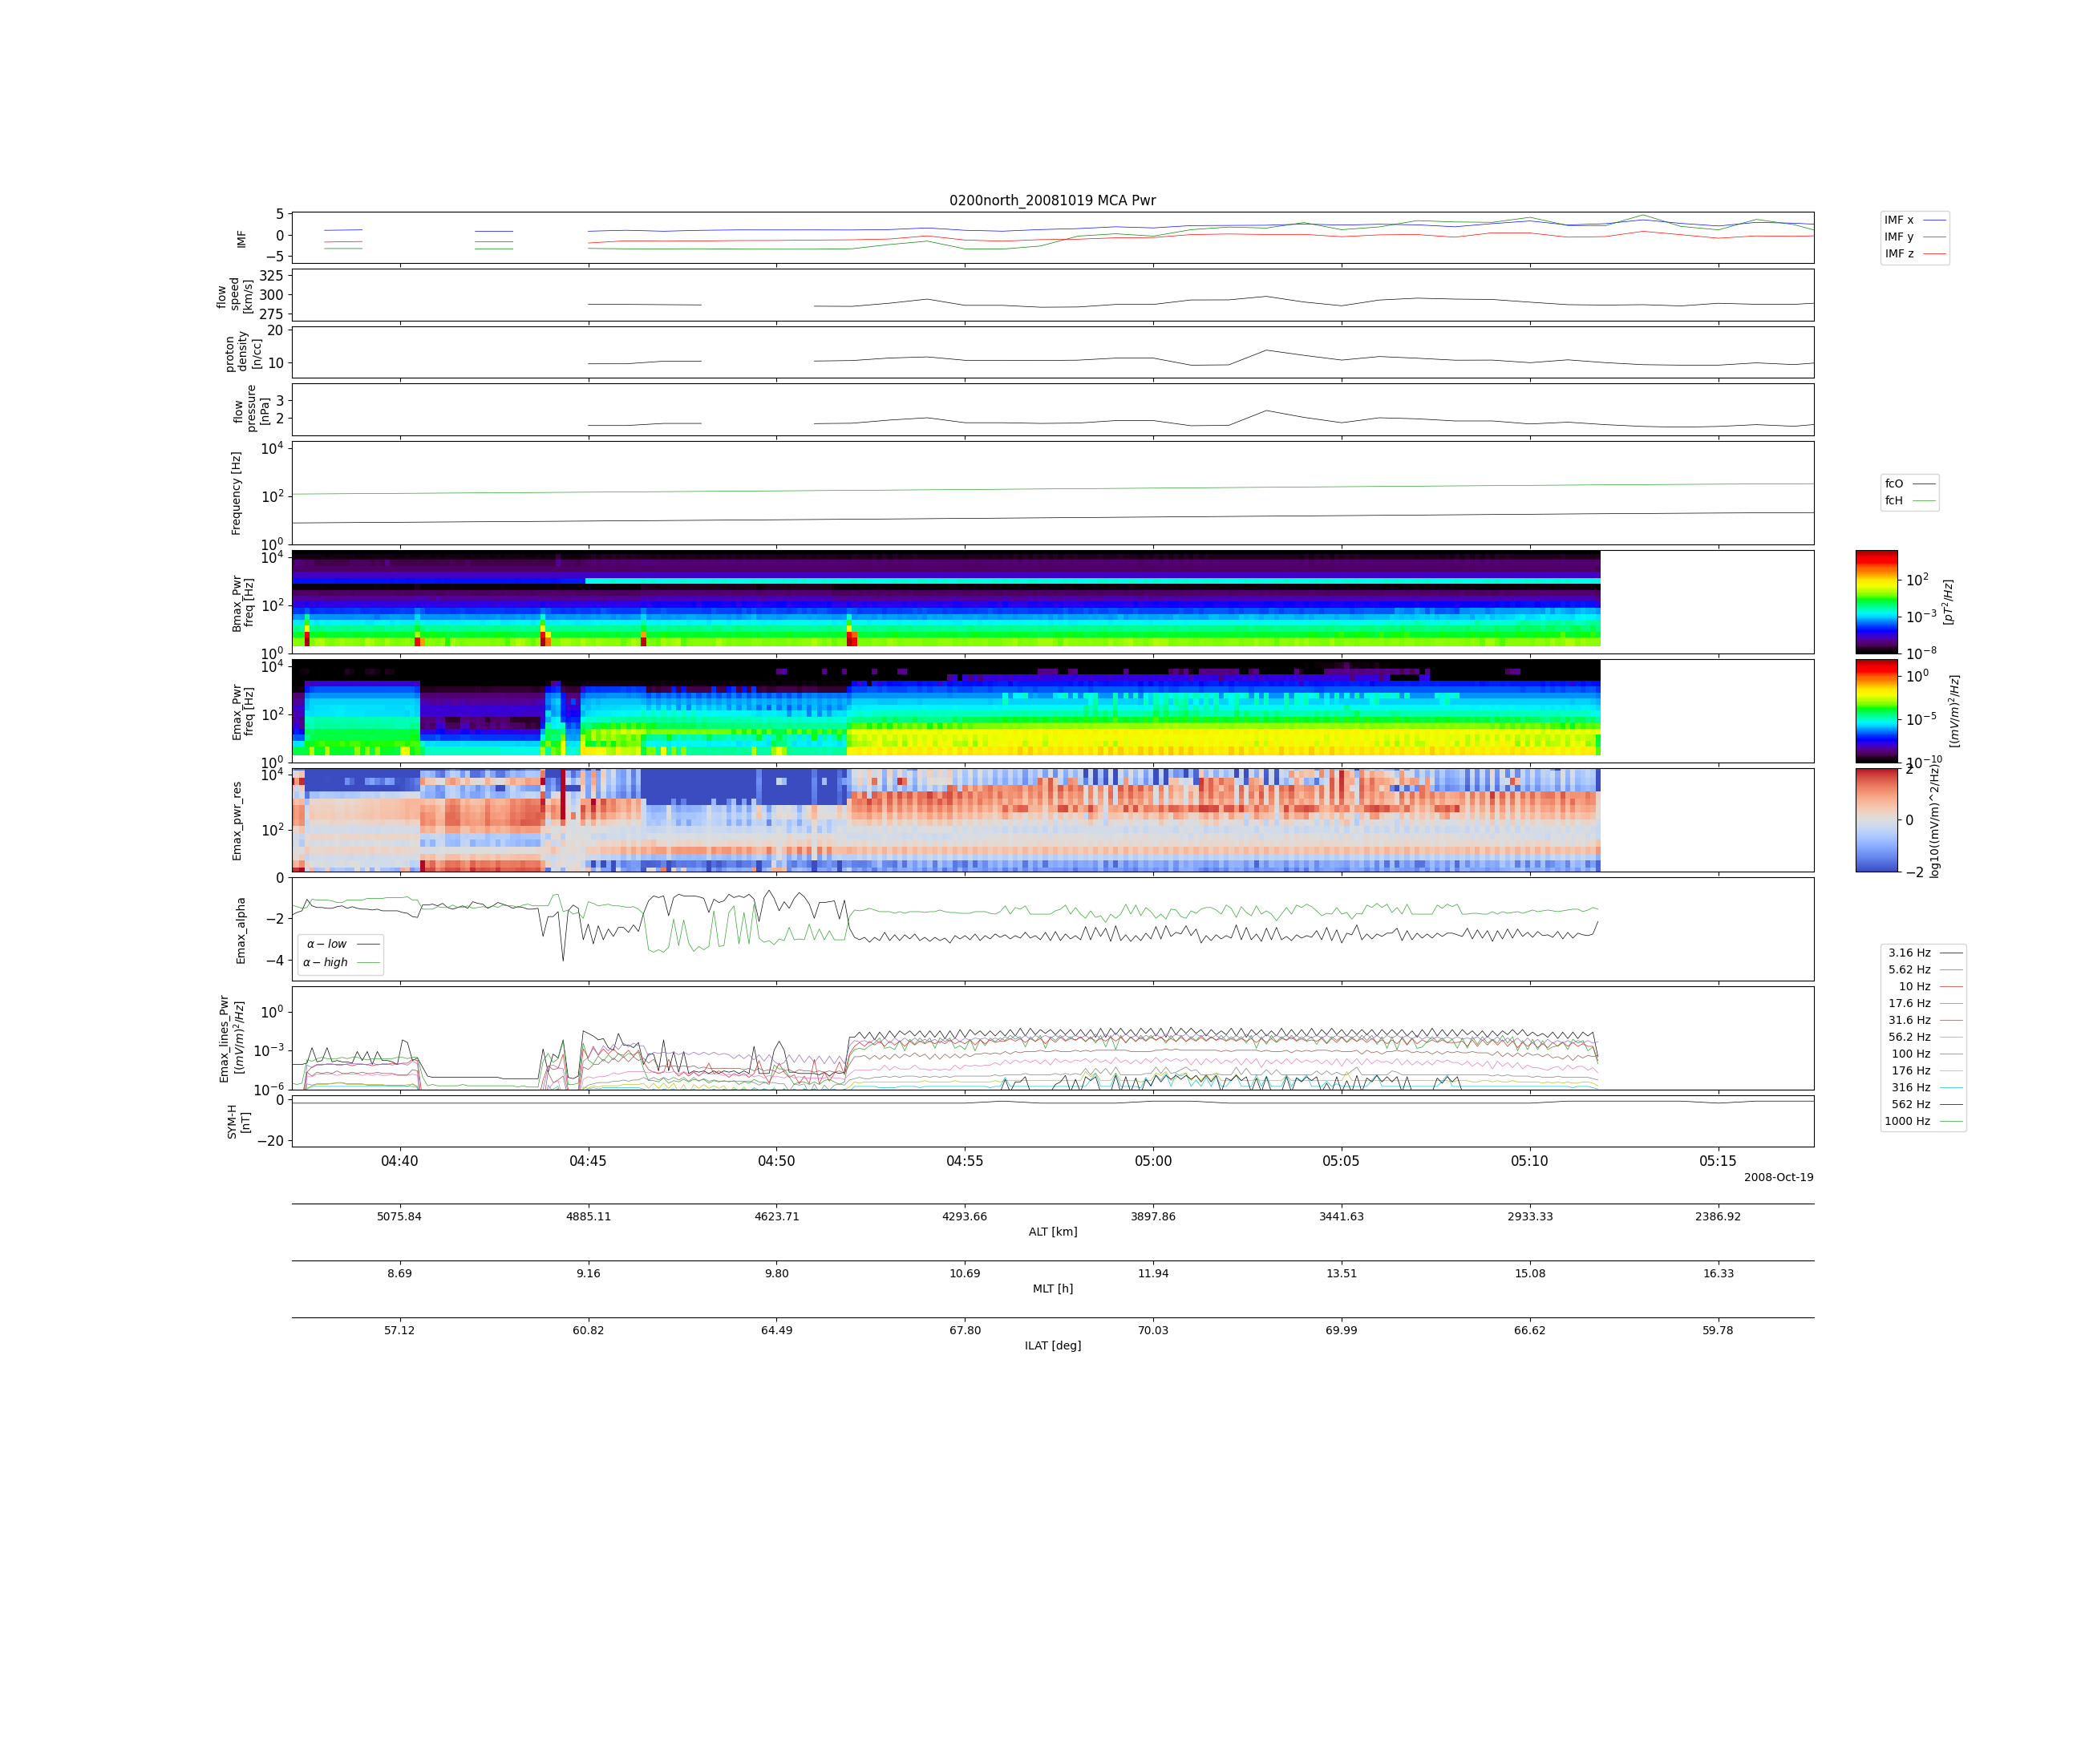 0200north_20081019 MCA Pwr
5
0
−5
IMF
IMF x
IMF y
IMF z
325
300
275
flow
speed
[km/s]
20
10
proton
density
[n/cc]
3
2
flow
pressure
[nPa]
10^4
10^2
10^0
Frequency [Hz]
fcO
fcH
10^4
10^2
10^0
Bmax_Pwr
freq [Hz]
10^2
10^−3
10^−8
[pT^2/Hz]
10^4
10^2
10^0
Emax_Pwr
freq [Hz]
10^0
10^−5
10^−10
[(mV/m)^2/Hz]
10^4
10^2
Emax_pwr_res
2
0
−2
log10((mV/m)^2/Hz)
0
−2
−4
Emax_alpha
α − low
α − high
10^0
10^−3
10^−6
Emax_lines_Pwr
[(mV/m)^2/Hz]
3.16 Hz
5.62 Hz
10 Hz
17.6 Hz
31.6 Hz
56.2 Hz
100 Hz
176 Hz
316 Hz
562 Hz
1000 Hz
0
−20
SYM-H
[nT]
04:40 04:45 04:50 04:55 05:00 05:05 05:10 05:15
2008-Oct-19
5075.84 4885.11 4623.71 4293.66 3897.86 3441.63 2933.33 2386.92
ALT [km]
8.69 9.16 9.80 10.69 11.94 13.51 15.08 16.33
MLT [h]
57.12 60.82 64.49 67.80 70.03 69.99 66.62 59.78
ILAT [deg]